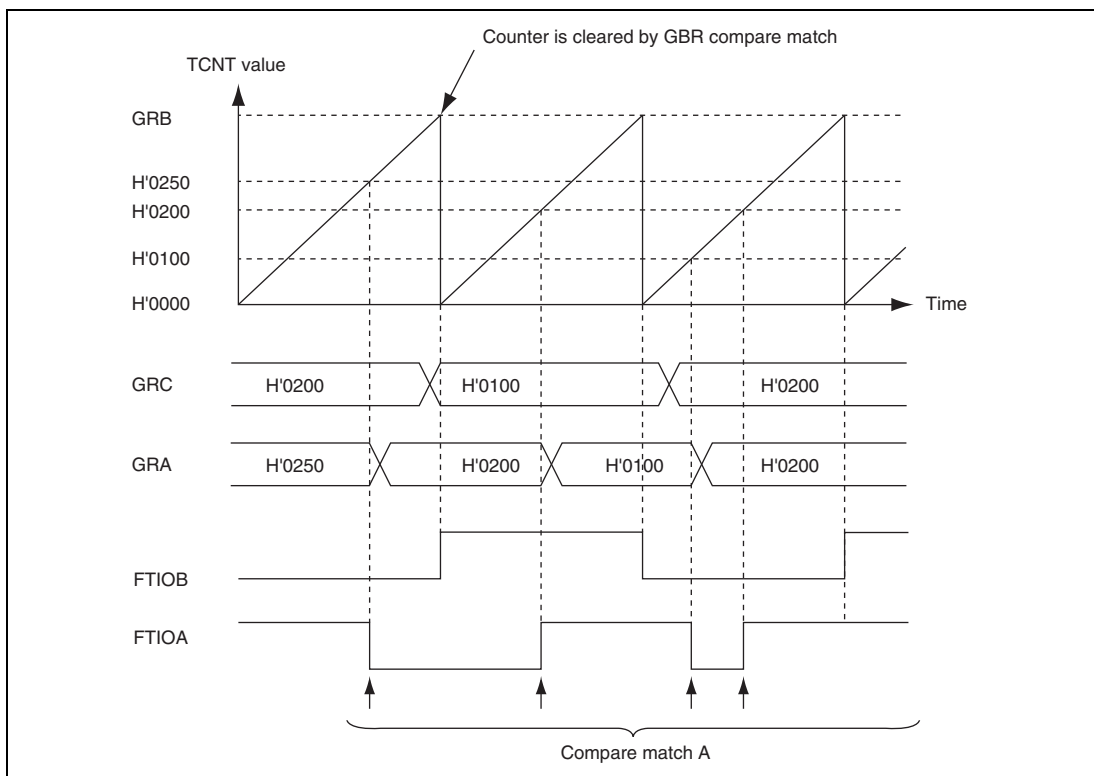 Counter is cleared by GBR compare match
TCNT value
GRB
H'0250
H'0200
H'0100
H'0000
Time
GRC
H'0200
H'0100
H'0200
GRA
H'0250
H'0200
H'0100
H'0200
FTIOB
FTIOA
Compare match A